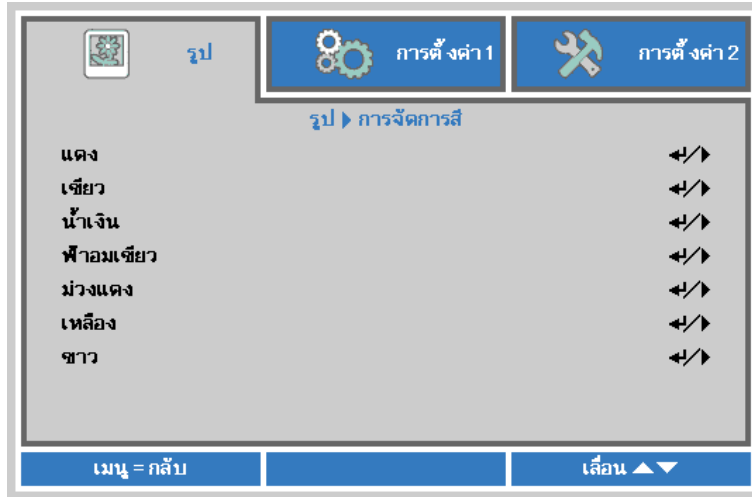 รูป
การตั้งค่า 1
การตั้งค่า 2
รูป ▶ การจัดการสี
แดง
เขียว
น้ำเงิน
ฟ้าอมเขียว
ม่วงแดง
เหลือง
ขาว
เมนู = กลับ
เลื่อน ▲▼